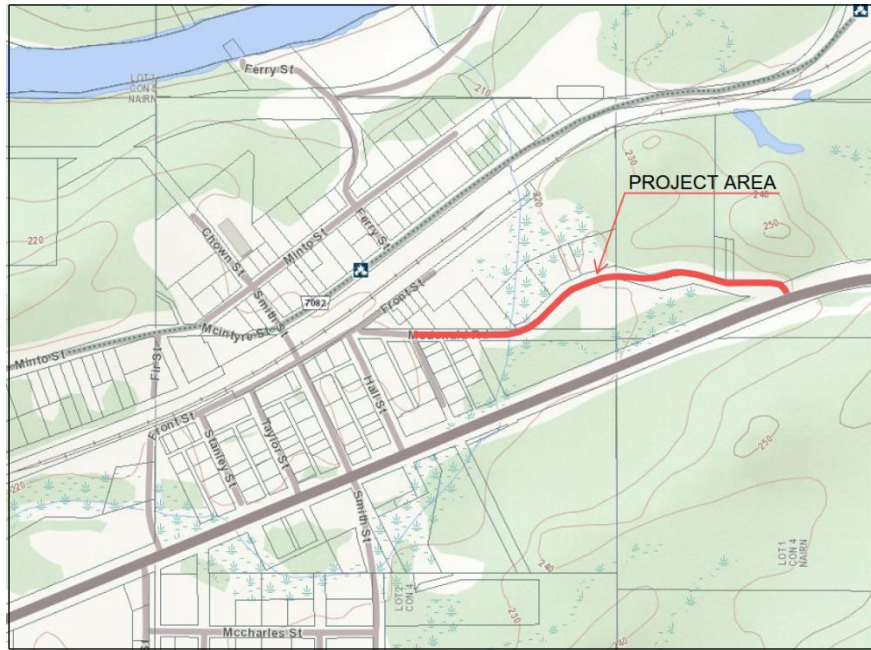 Ferry St
LOT 3
CON 5
NAIRN
210
230
PROJECT AREA
240
220
250
220
Chown St
Minto St
Ferry St
Smith St
7082
Front St
Mcintyre St
Minto St
Fir St
Hall St
Front St
Stanley St
Taylor St
250
220
Smith St
240
LOT 1
CON 4
NAIRN
LOT 2
CON 4
230
Mccharles St
St
240